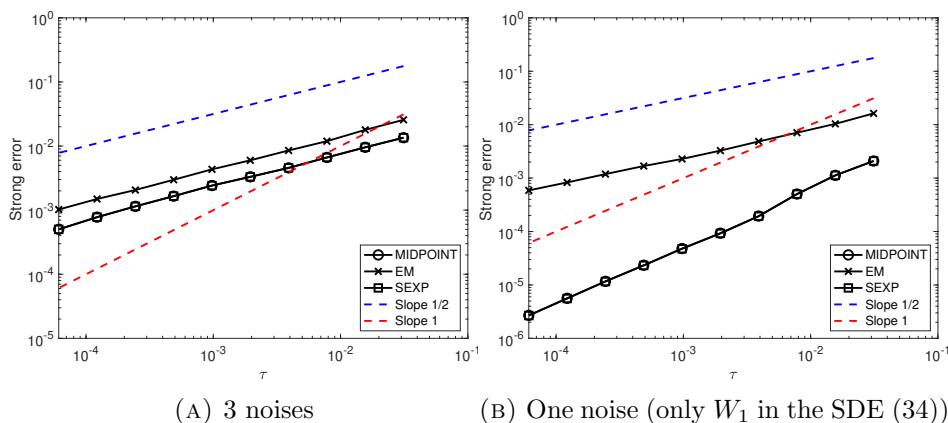 10^0
10^-1
10^-2
10^-3
10^-4
10^-5
Strong error
10^-4
10^-3
10^-2
10^-1
τ
MIDPOINT
EM
SEXP
Slope 1/2
Slope 1
(A) 3 noises
10^0
10^-1
10^-2
10^-3
10^-4
10^-5
10^-6
Strong error
10^-4
10^-3
10^-2
10^-1
τ
MIDPOINT
EM
SEXP
Slope 1/2
Slope 1
(B) One noise (only W_1 in the SDE (34))